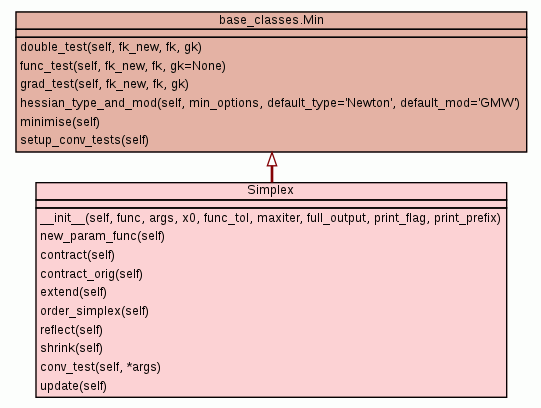 base_classes.Min
double_test(self, fk_new, fk, gk)
func_test(self, fk_new, fk, gk=None)
grad_test(self, fk_new, fk, gk)
hessian_type_and_mod(self, min_options, default_type='Newton', default_mod='GMW')
minimise(self)
setup_conv_tests(self)
Simplex
__init__(self, func, args, x0, func_tol, maxiter, full_output, print_flag, print_prefix)
new_param_func(self)
contract(self)
contract_orig(self)
extend(self)
order_simplex(self)
reflect(self)
shrink(self)
conv_test(self, *args)
update(self)